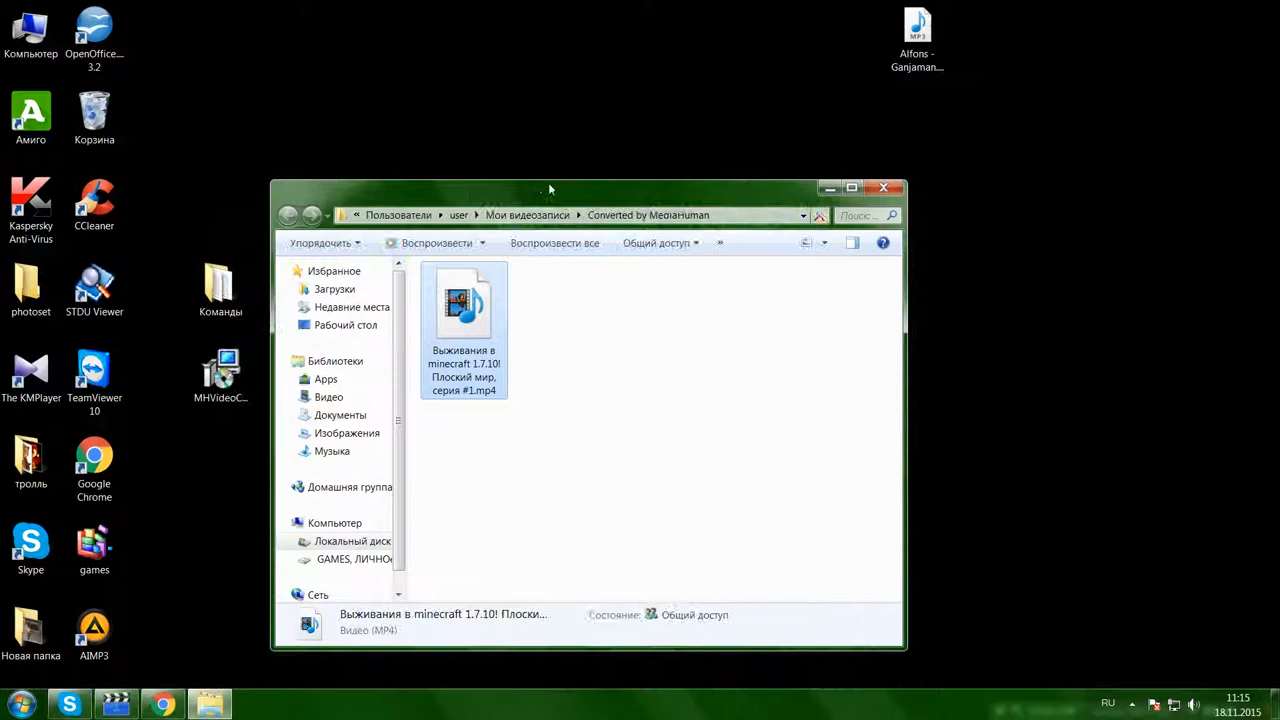 Компьютер
OpenOffice....
3.2
MP3
Alfons -
Ganjaman....
Амиго
Корзина
Kaspersky
Anti-Virus
CCleaner
photoset
STDU Viewer
Команды
The KMPlayer
TeamViewer
10
MHVideoC...
тролль
Google
Chrome
Skype
games
Новая папка
AIMP3
« Пользователи
user
Мои видеозаписи
Converted by MediaHuman
Поиск: ...
Упорядочить
Воспроизвести
Воспроизвести все
Общий доступ
»
Избранное
Загрузки
Недавние места
Рабочий стол
Библиотеки
Apps
Видео
Документы
Изображения
Музыка
Домашняя группа
Компьютер
Локальный диск
GAMES, ЛИЧНО
Сеть
Выживания в
minecraft 1.7.10!
Плоский мир,
серия #1.mp4
Выживания в minecraft 1.7.10! Плоски...
Состояние:
Общий доступ
Видео (MP4)
RU
11:15
18.11.2015